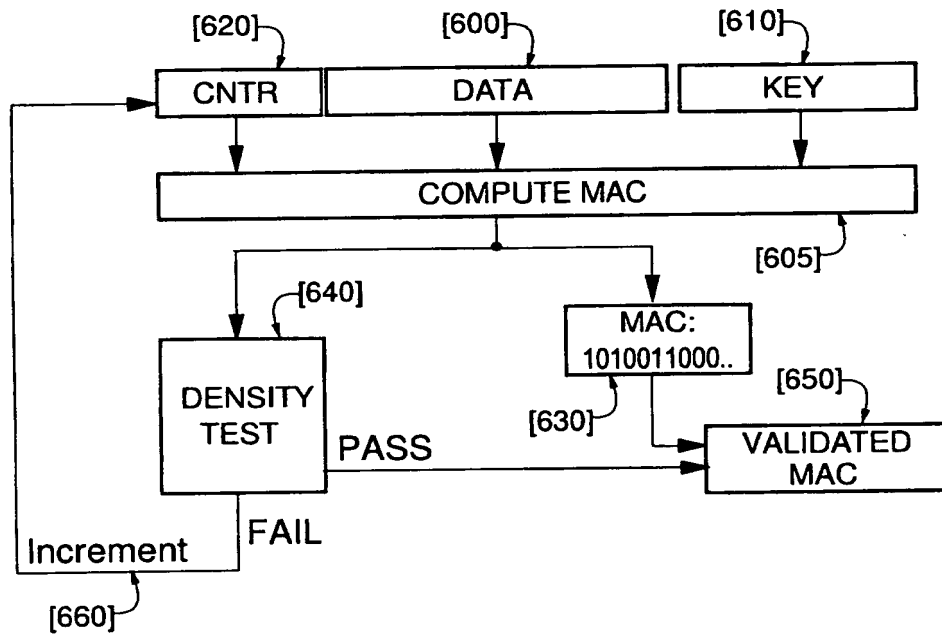 [620]
[600]
[610]
CNTR
DATA
KEY
COMPUTE MAC
[605]
[640]
MAC:
1010011000..
DENSITY
TEST
[630]
[650]
PASS
VALIDATED
MAC
FAIL
Increment
[660]